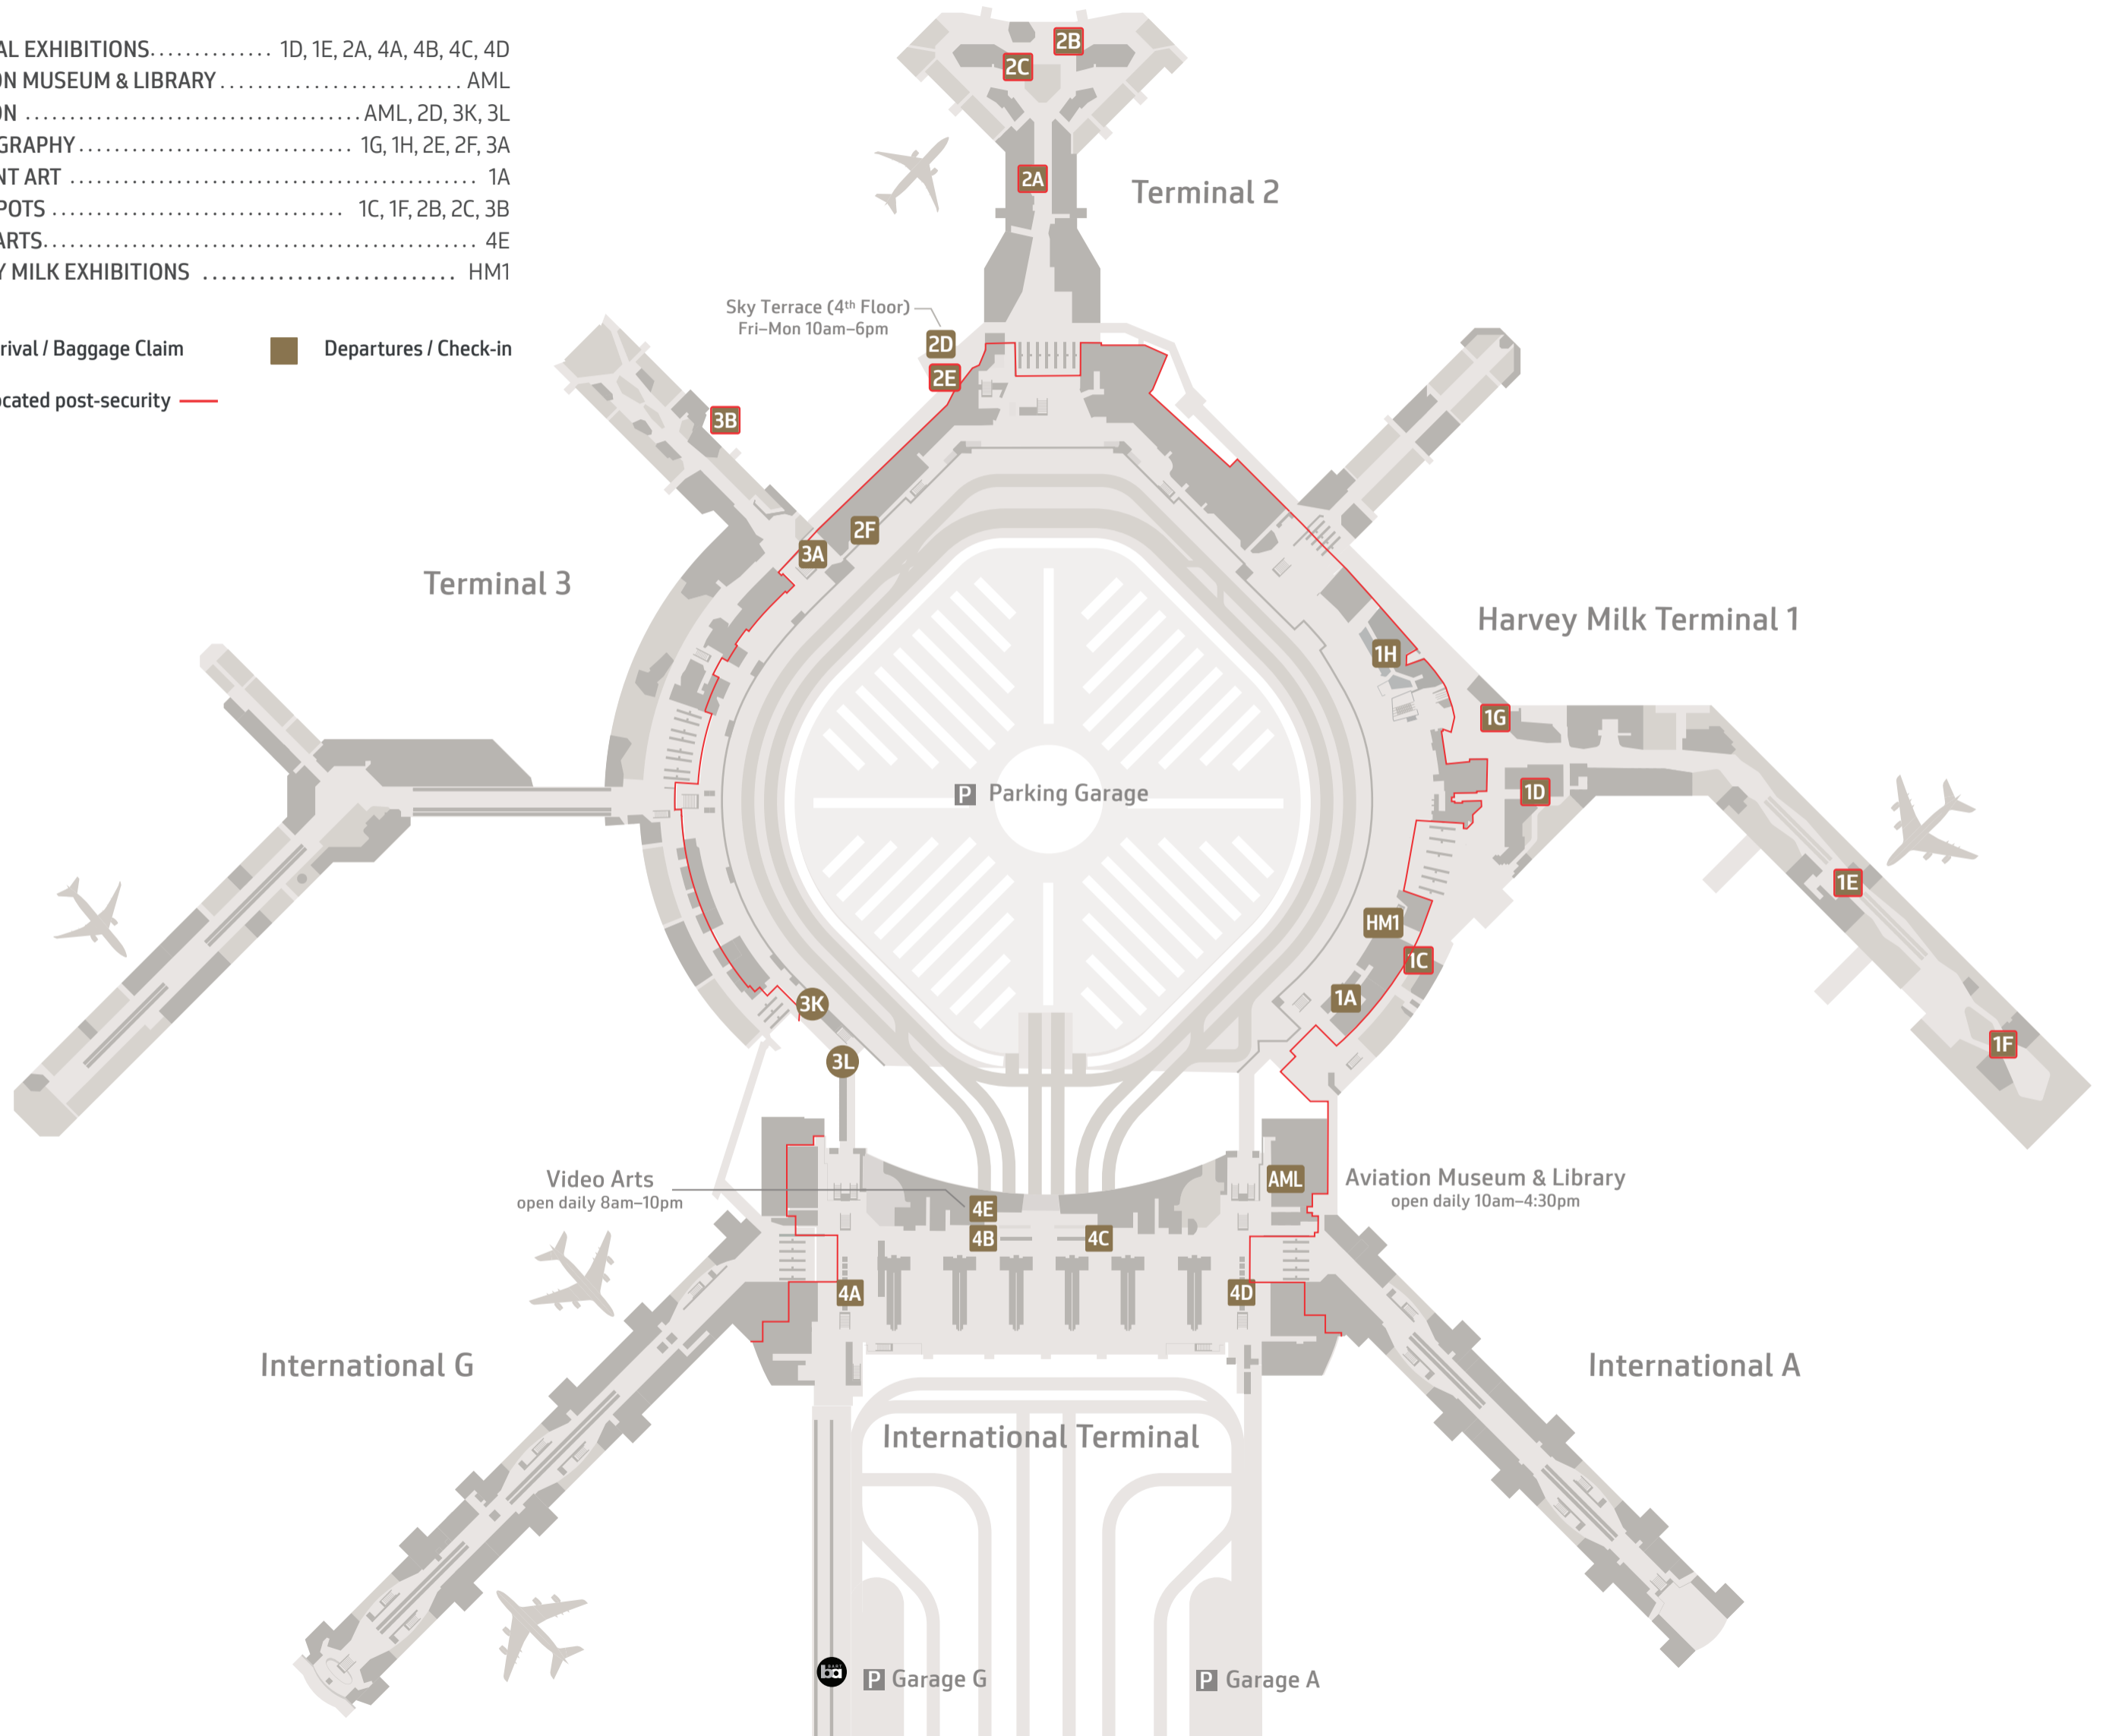 AL EXHIBITIONS............. 1D, 1E, 2A, 4A, 4B, 4C, 4D
ON MUSEUM & LIBRARY.......................... AML
ON .................................... AML, 2D, 3K, 3L
GRAPHY............................. 1G, 1H, 2E, 2F, 3A
NT ART ............................................ 1A
POTS ............................... 1C, 1F, 2B, 2C, 3B
ARTS.............................................. 4E
Y MILK EXHIBITIONS ........................... HM1
rival / Baggage Claim
Departures / Check-in
ocated post-security
2B
2C
2A
Terminal 2
Sky Terrace (4th Floor)
Fri–Mon 10am–6pm
2D
2E
3B
2F
3A
Terminal 3
Harvey Milk Terminal 1
1H
1G
1D
P Parking Garage
1E
HM1
1C
1A
3K
1F
3L
Video Arts
open daily 8am–10pm
AML
Aviation Museum & Library
open daily 10am–4:30pm
4E
4B
4C
4A
4D
International G
International A
International Terminal
ba
P Garage G
P Garage A